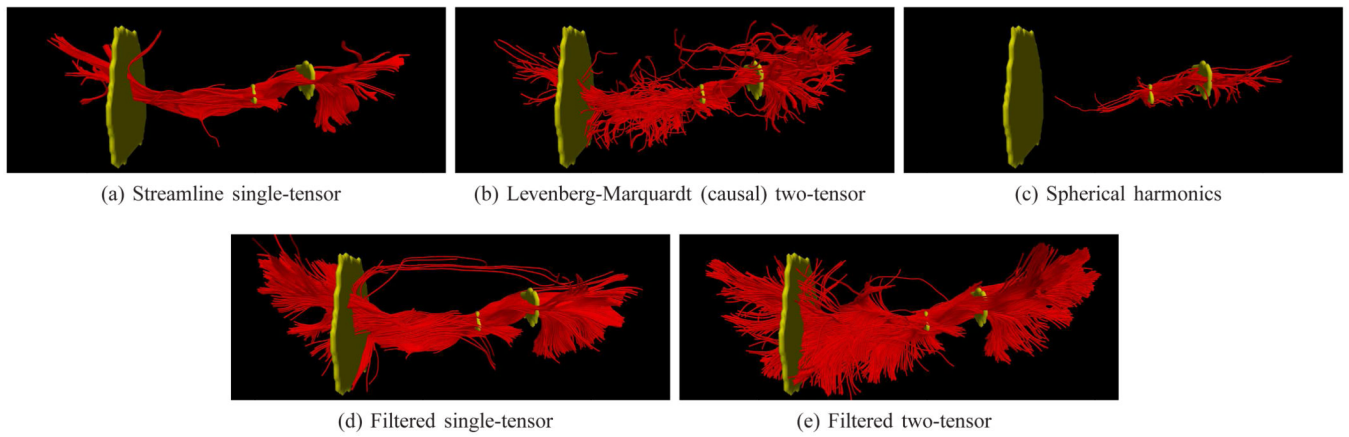 (a) Streamline single-tensor
(b) Levenberg-Marquardt (causal) two-tensor
(c) Spherical harmonics
(d) Filtered single-tensor
(e) Filtered two-tensor